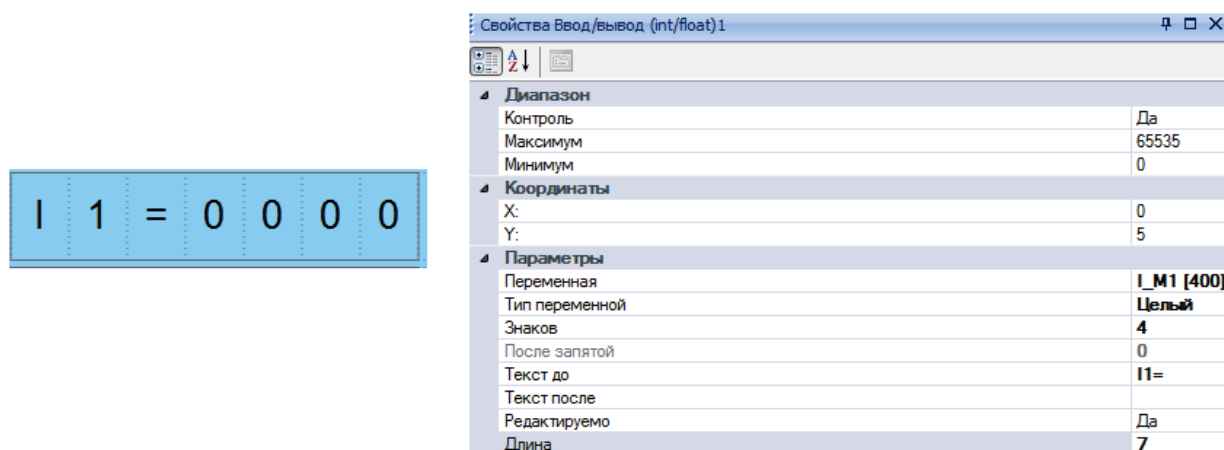 I 1 = 0 0 0 0
Свойства Ввод/вывод (int/float)1
Диапазон
Контроль Да
Максимум 65535
Минимум 0
Координаты
X: 0
Y: 5
Параметры
Переменная I_M1 [400]
Тип переменной Целый
Знаков 4
После запятой 0
Текст до I1=
Текст после
Редактируемо Да
Длина 7